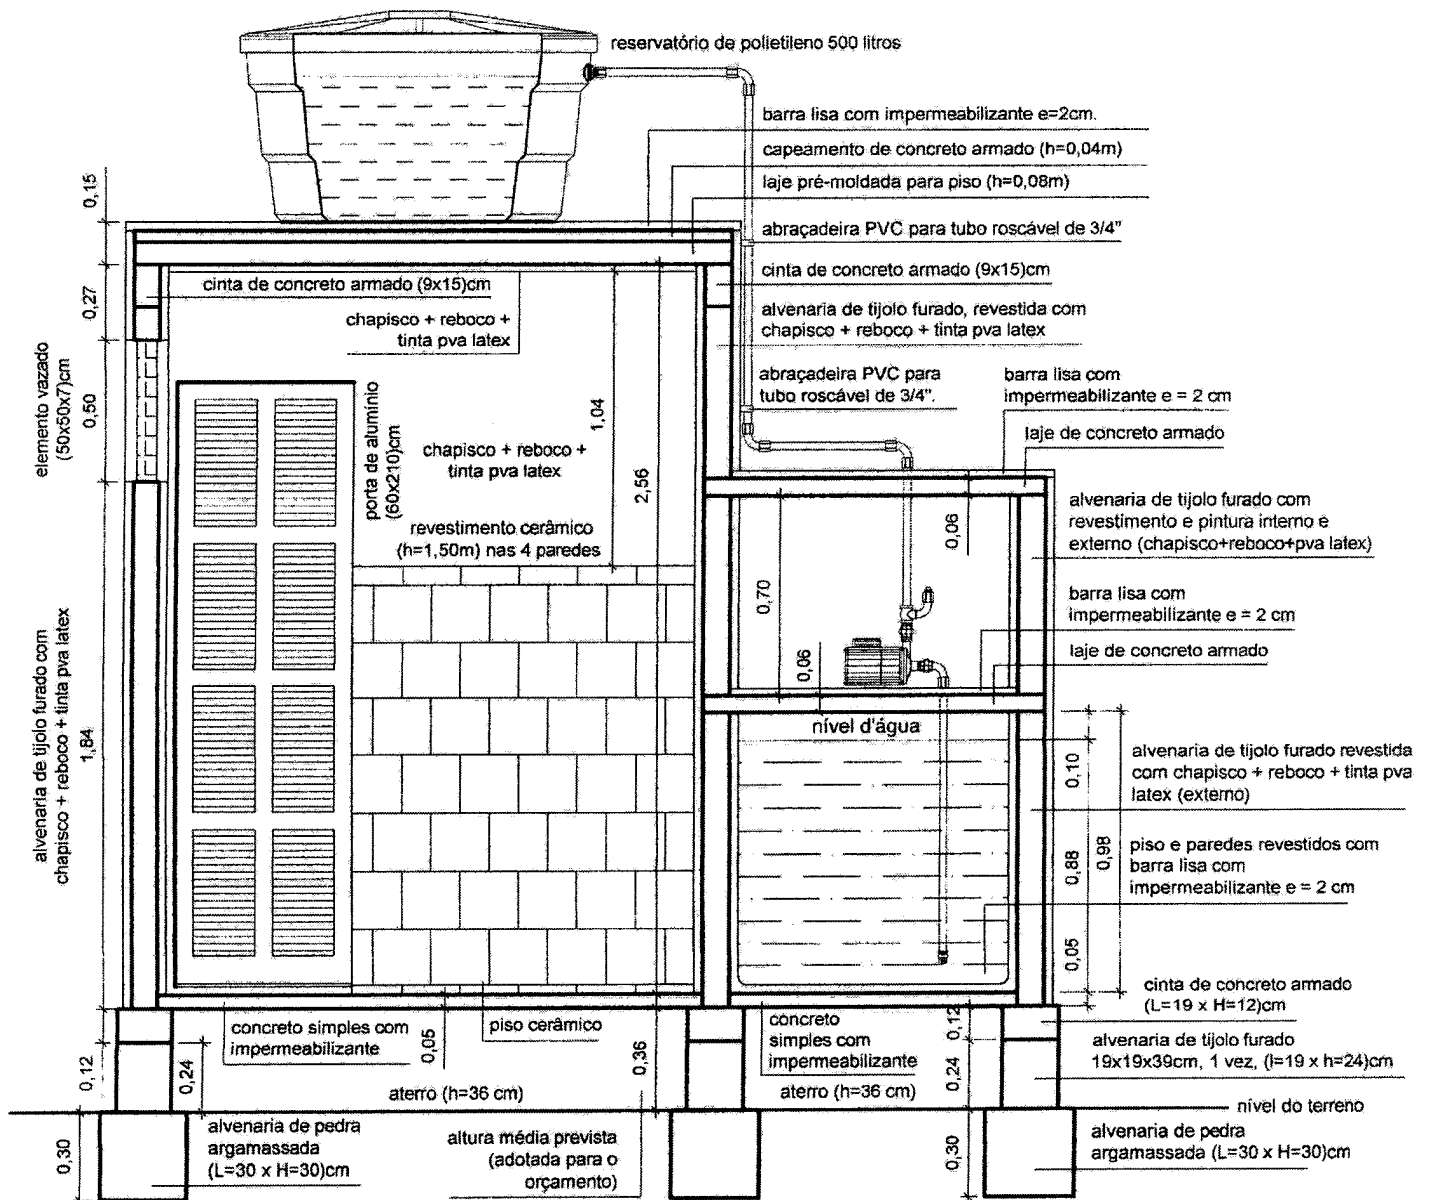 reservatório de polietileno 500 litros
barra lisa com impermeabilizante e=2cm.
capeamento de concreto armado (h=0,04m)
laje pré-moldada para piso (h=0,08m)
abraçadeira PVC para tubo roscável de 3/4"
cinta de concreto armado (9x15)cm
alvenaria de tijolo furado, revestida com
chapisco + reboco + tinta pva latex
abraçadeira PVC para
tubo roscável de 3/4".
barra lisa com
impermeabilizante e = 2 cm
laje de concreto armado
alvenaria de tijolo furado com
revestimento e pintura interno e
externo (chapisco+reboco+pva latex)
barra lisa com
impermeabilizante e = 2 cm
laje de concreto armado
alvenaria de tijolo furado revestida
com chapisco + reboco + tinta pva
latex (externo)
piso e paredes revestidos com
barra lisa com
impermeabilizante e = 2 cm
cinta de concreto armado
(L=19 x H=12)cm
alvenaria de tijolo furado
19x19x39cm, 1 vez, (l=19 x h=24)cm
nível do terreno
alvenaria de pedra
argamassada (L=30 x H=30)cm
0,15
0,27
0,50
1,84
0,12
0,24
0,30
elemento vazado
(50x50x7)cm
alvenaria de tijolo furado com
chapisco + reboco + tinta pva latex
cinta de concreto armado (9x15)cm
chapisco + reboco +
tinta pva latex
porta de alumínio
(60x210)cm
chapisco + reboco +
tinta pva latex
revestimento cerâmico
(h=1,50m) nas 4 paredes
1,04
2,56
0,70
0,06
0,06
nível d'água
0,10
0,88
0,98
0,05
concreto simples com
impermeabilizante
0,05
piso cerâmico
0,36
concreto
simples com
impermeabilizante
0,12
0,24
0,30
aterro (h=36 cm)
aterro (h=36 cm)
alvenaria de pedra
argamassada
(L=30 x H=30)cm
altura média prevista
(adotada para o
orçamento)